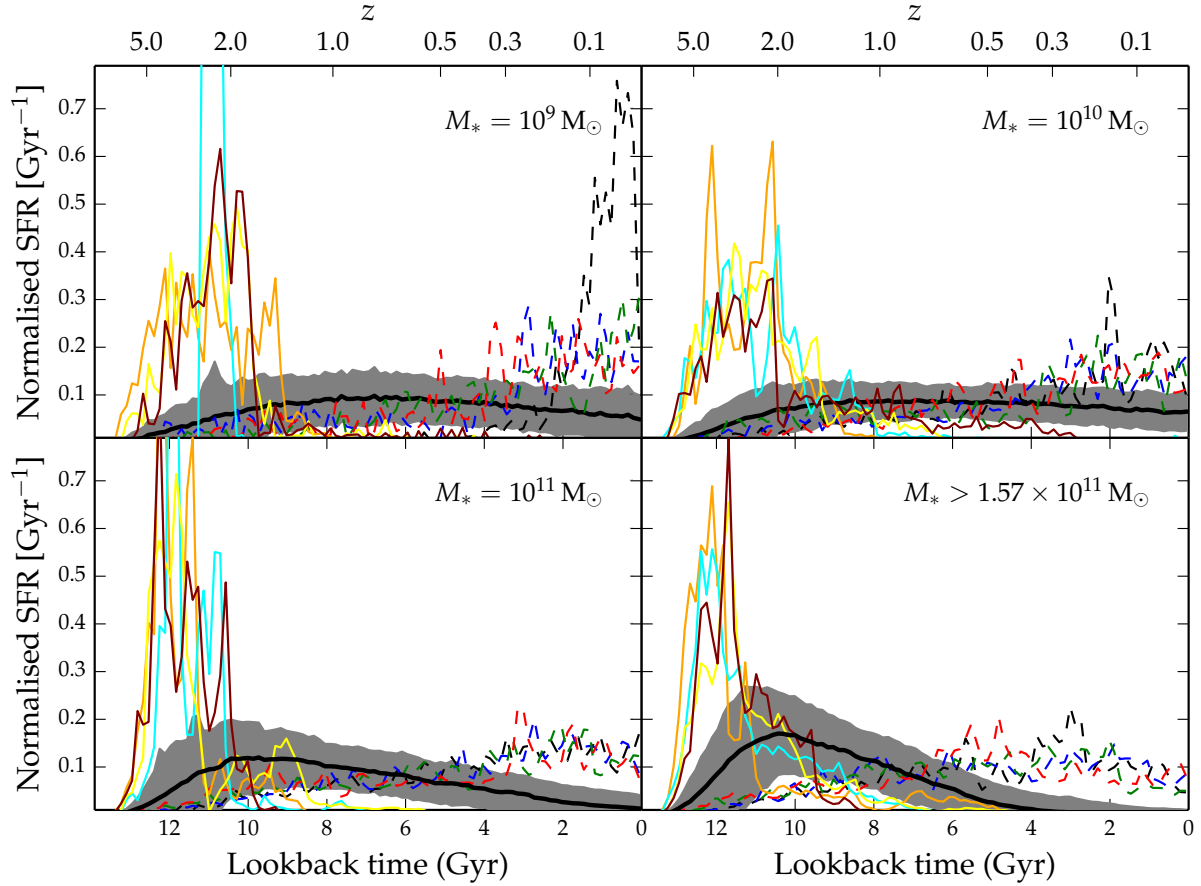 z z
5.0 2.0 1.0 0.5 0.3 0.1 5.0 2.0 1.0 0.5 0.3 0.1
Normalised SFR [Gyr⁻¹]
0.7
0.6
0.5
0.4
0.3
0.2
0.1
M* = 10⁹ M⊙
M* = 10¹⁰ M⊙
Normalised SFR [Gyr⁻¹]
0.7
0.6
0.5
0.4
0.3
0.2
0.1
M* = 10¹¹ M⊙
M* > 1.57 × 10¹¹ M⊙
12 10 8 6 4 2 0 12 10 8 6 4 2 0
Lookback time (Gyr) Lookback time (Gyr)